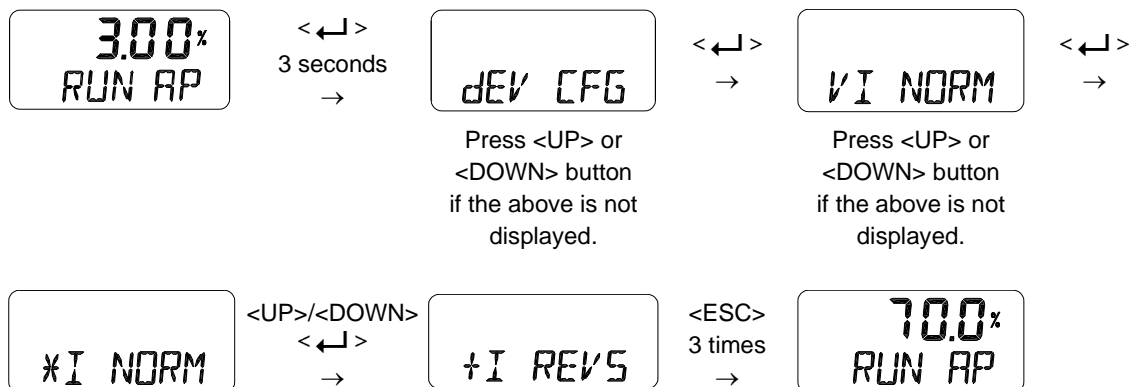 3.00%
RUN AP
<↵>
3 seconds
→
dEV CFG
<↵>
→
VI NORM
<↵>
→
Press <UP> or
<DOWN> button
if the above is not
displayed.
Press <UP> or
<DOWN> button
if the above is not
displayed.
*I NORM
<UP>/<DOWN>
<↵>
→
+I REVS
<ESC>
3 times
→
70.0%
RUN AP